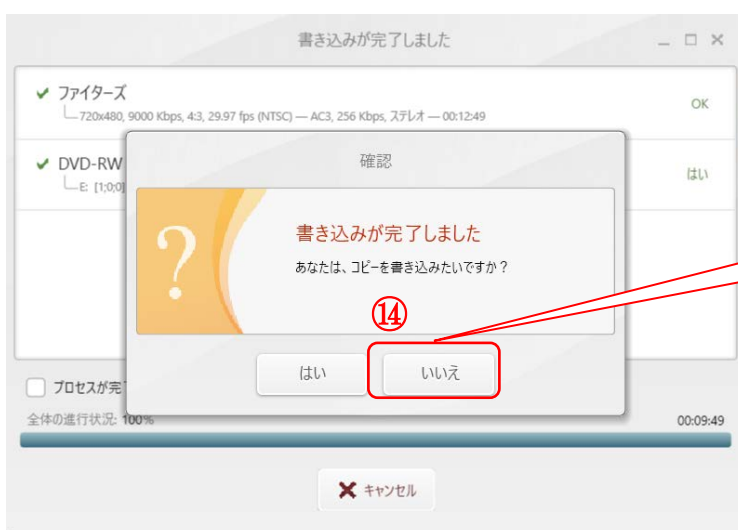 書き込みが完了しました
ファイターズ
720x480, 9000 Kbps, 4:3, 29.97 fps (NTSC) — AC3, 256 Kbps, ステレオ — 00:12:49
OK
DVD-RW
はい
E: [1;0;0]
確認
?
書き込みが完了しました
あなたは、コピーを書き込みたいですか?
⑭
はい
いいえ
プロセスが完
全体の進行状況: 100%
00:09:49
キャンセル